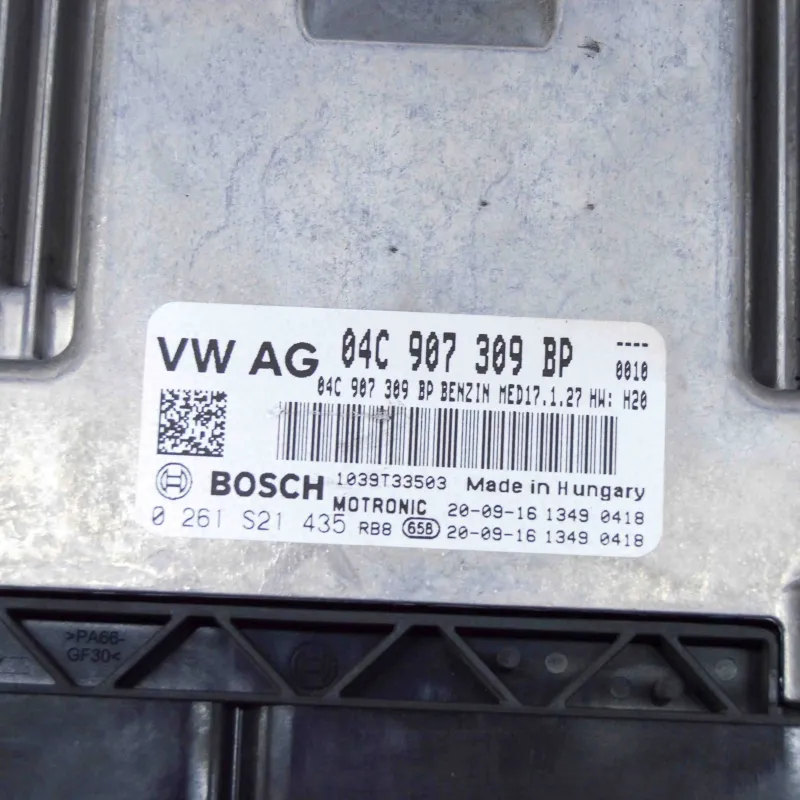 VW AG 04C 907 309 BP ----
0010
04C 907 309 BP BENZIN MED17.1.27 HW: H20
BOSCH 1039T33503 Made in Hungary
MOTRONIC 20-09-16 1349 0418
0 261 S21 435 RB8 658 20-09-16 1349 0418
>PA66-
GF30<